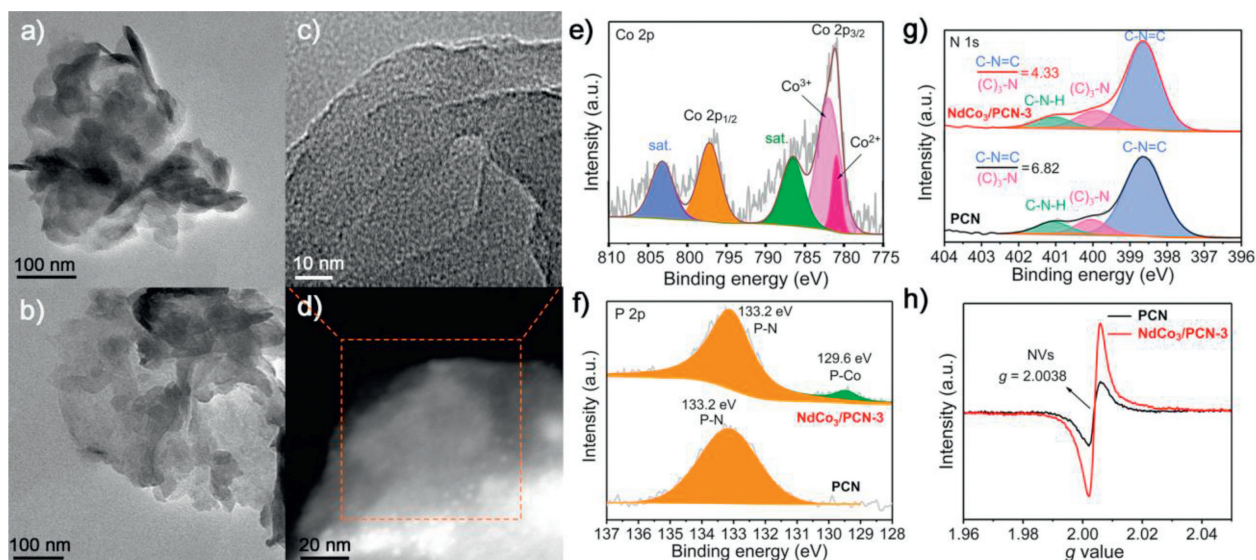 a)
100 nm
b)
100 nm
c)
10 nm
d)
20 nm
e)
Co 2p
Co 2p3/2
Co3+
Co 2p1/2
Co2+
sat.
sat.
Intensity (a.u.)
810 805 800 795 790 785 780 775
Binding energy (eV)
f)
P 2p
133.2 eV
P-N
129.6 eV
P-Co
NdCo3/PCN-3
133.2 eV
P-N
PCN
Intensity (a.u.)
137 136 135 134 133 132 131 130 129 128
Binding energy (eV)
g)
N 1s
C-N=C
C-N=C
(C)3-N
=4.33
(C)3-N
C-N-H
NdCo3/PCN-3
C-N=C
C-N=C
(C)3-N
=6.82
(C)3-N
C-N-H
PCN
Intensity (a.u.)
404 403 402 401 400 399 398 397 396
Binding energy (eV)
h)
PCN
NdCo3/PCN-3
NVs
g = 2.0038
Intensity (a.u.)
1.96 1.98 2.00 2.02 2.04
g value